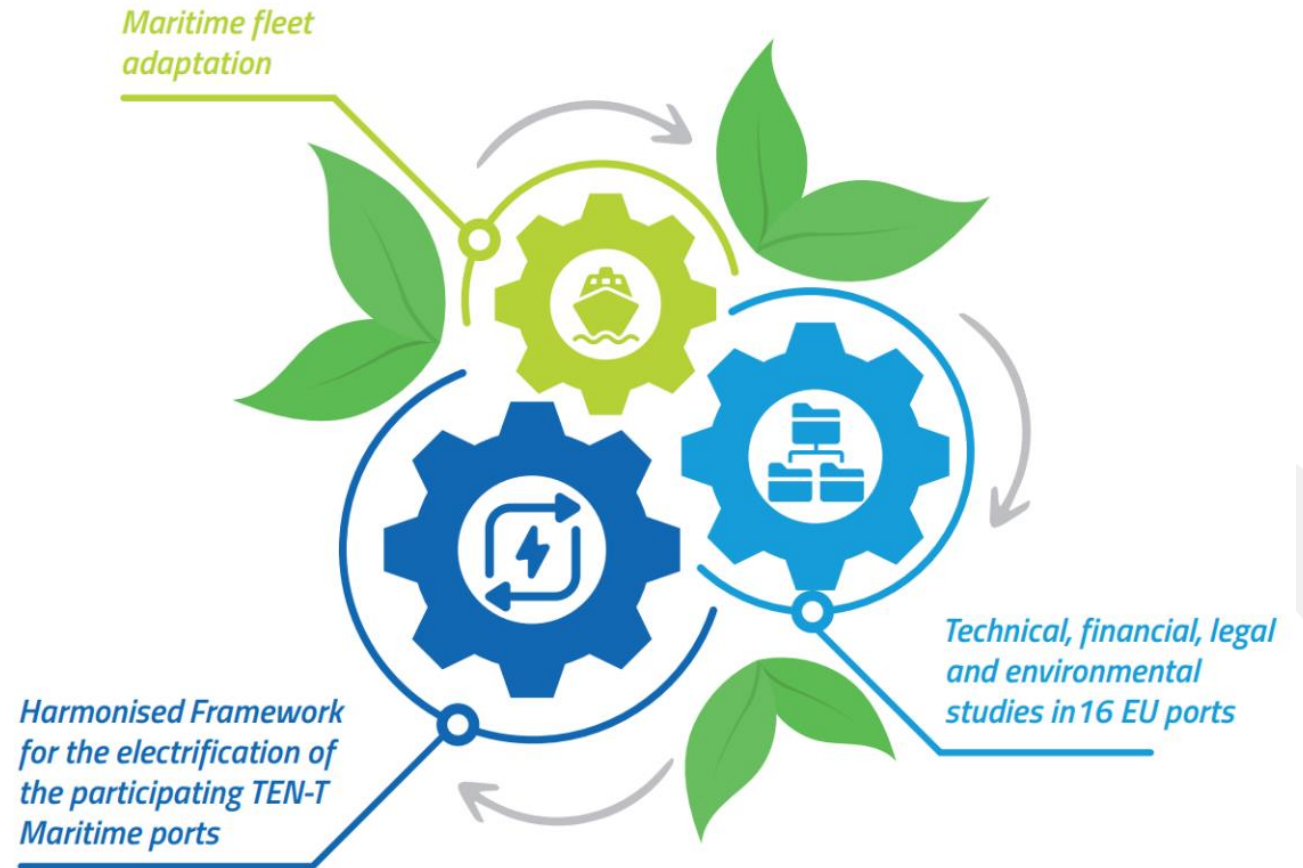 Maritime fleet
adaptation
Technical, financial, legal
and environmental
studies in 16 EU ports
Harmonised Framework
for the electrification of
the participating TEN-T
Maritime ports